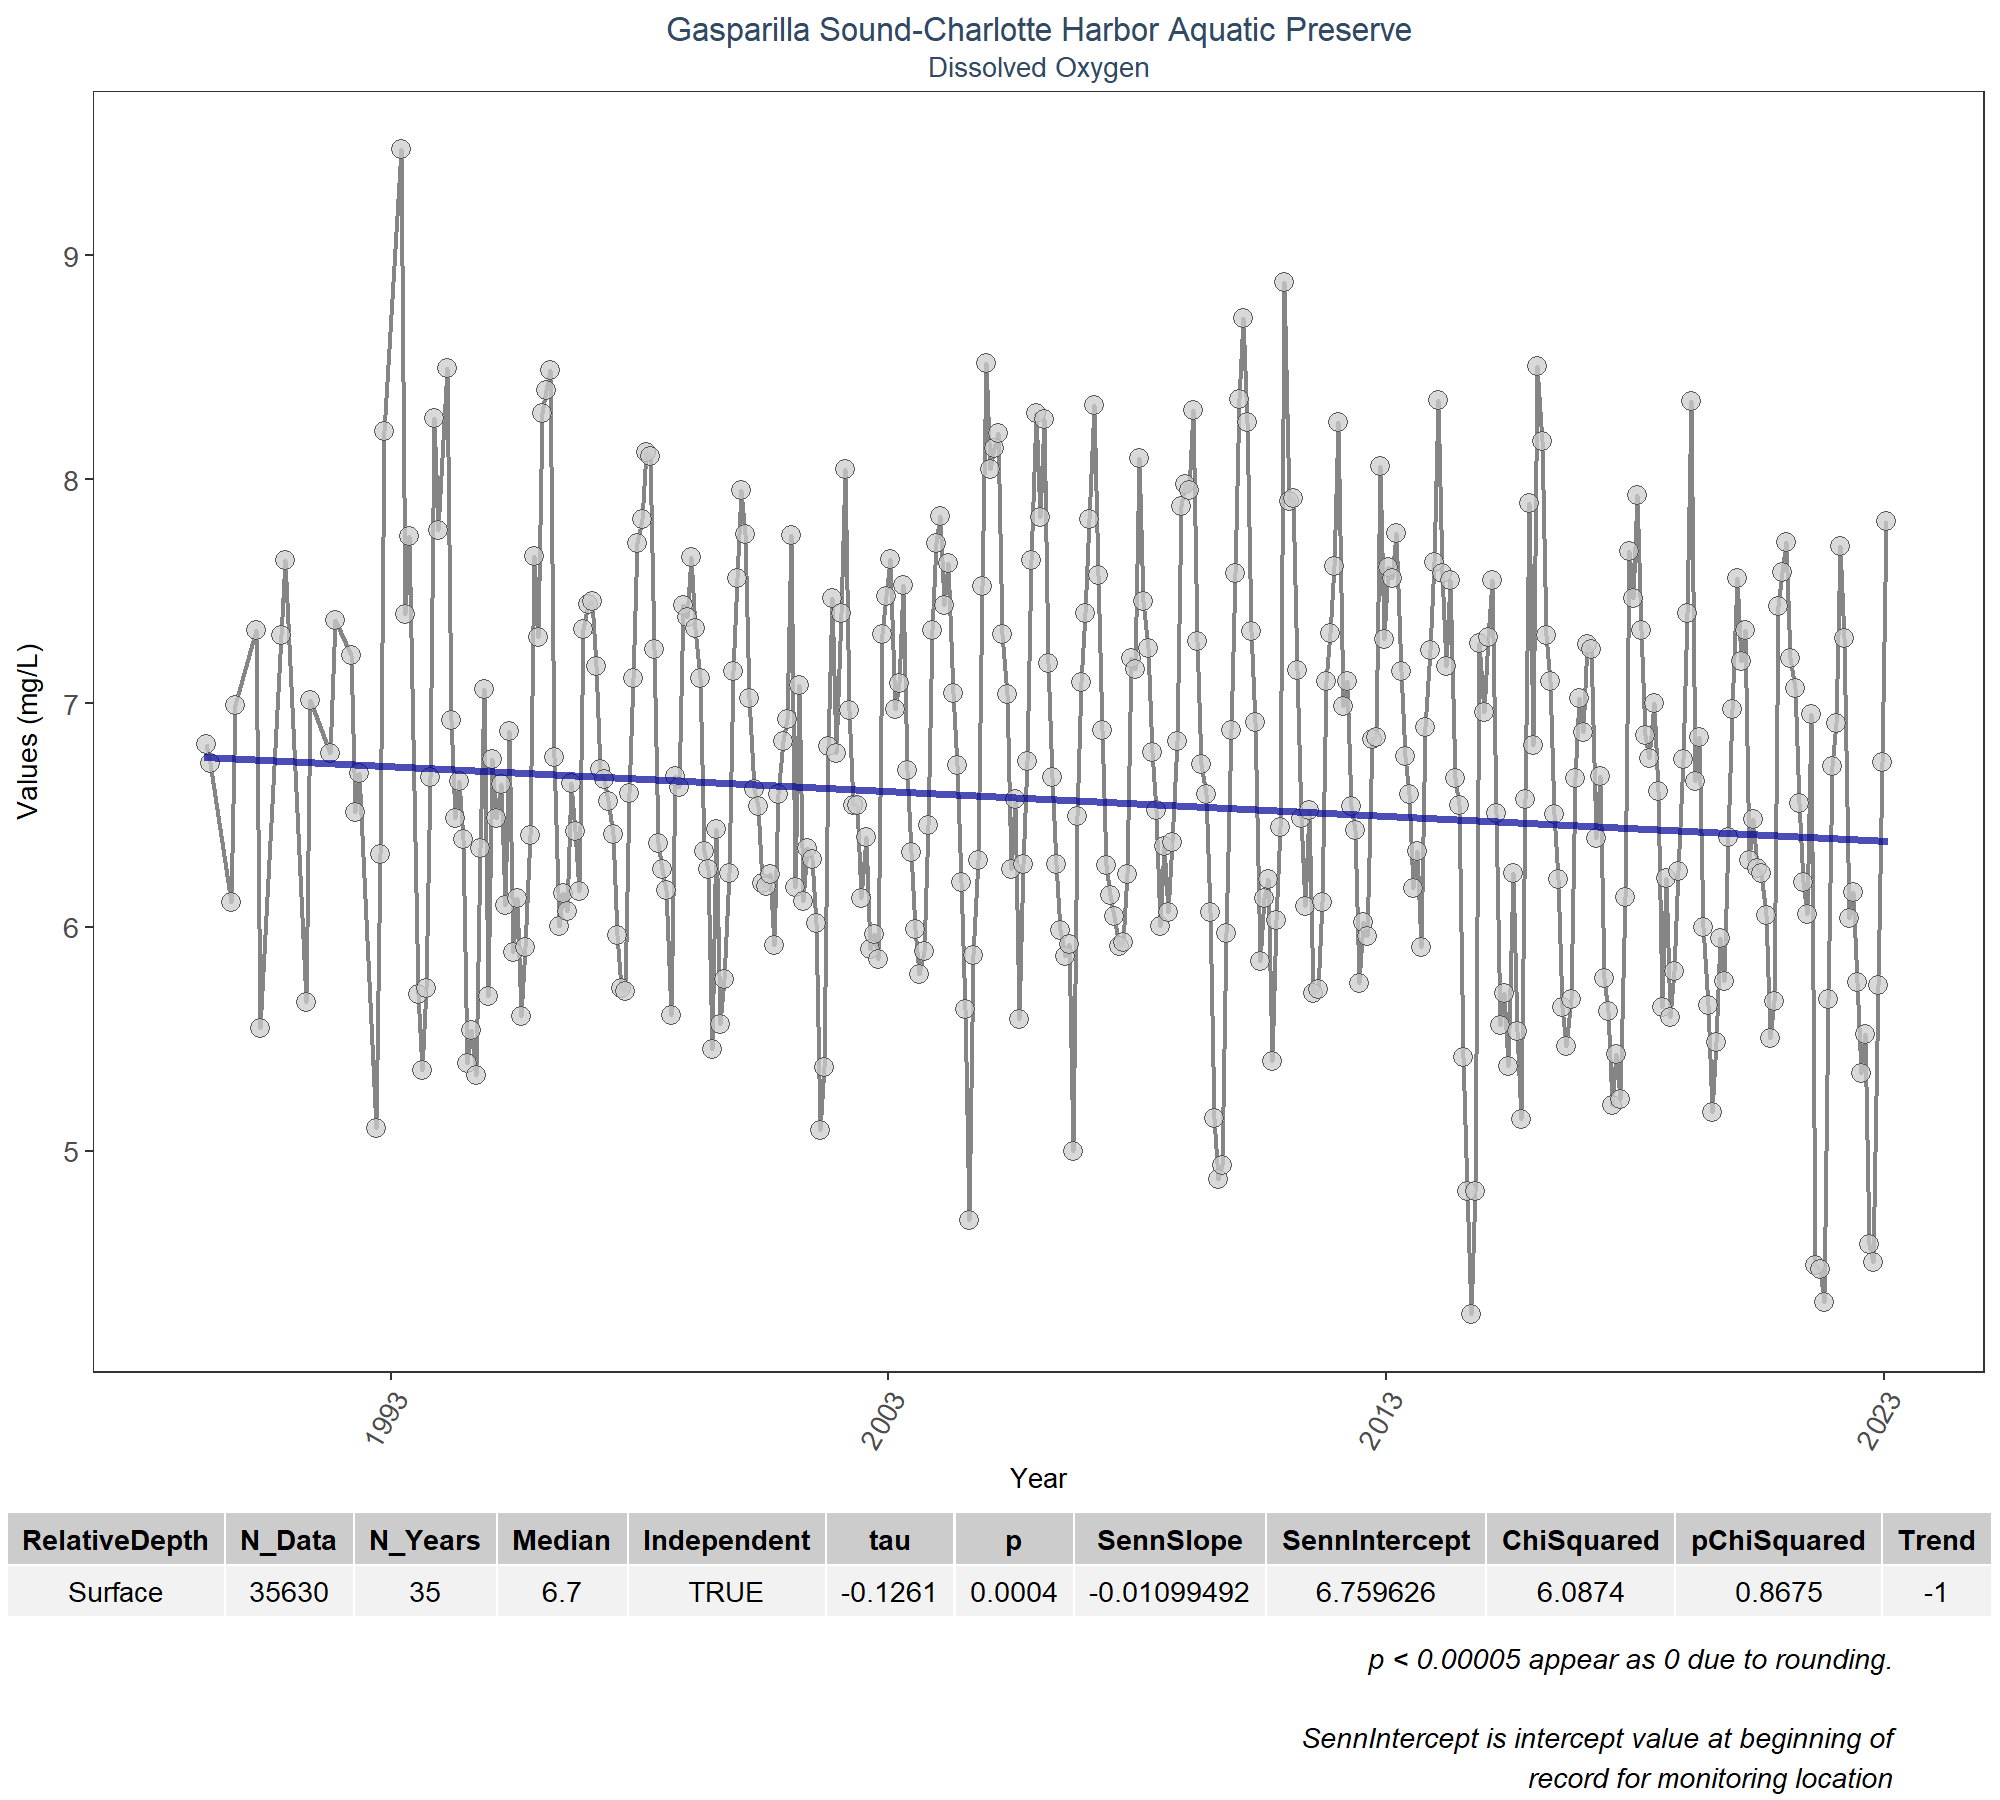 Gasparilla Sound-Charlotte Harbor Aquatic Preserve
Dissolved Oxygen
Values (mg/L)
9
8
7
6
5
1993
2003
2013
2023
Year
RelativeDepth N_Data N_Years Median Independent tau p SennSlope SennIntercept ChiSquared pChiSquared Trend
Surface 35630 35 6.7 TRUE -0.1261 0.0004 -0.01099492 6.759626 6.0874 0.8675 -1
p < 0.00005 appear as 0 due to rounding.
SennIntercept is intercept value at beginning of
record for monitoring location